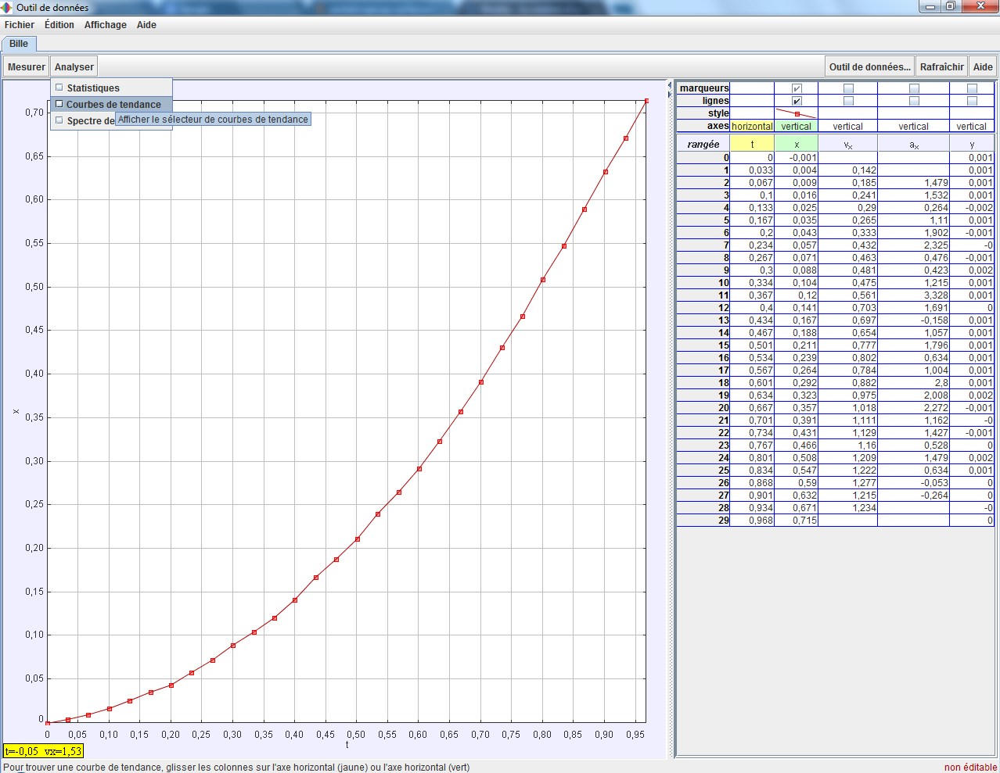 Outil de données
Fichier Édition Affichage Aide
Bille
Mesurer Analyser Outil de données... Rafraîchir Aide
Statistiques
Courbes de tendance
Spectre de
Afficher le sélecteur de courbes de tendance
0,70
0,65
0,60
0,55
0,50
0,45
0,40
0,35
x
0,30
0,25
0,20
0,15
0,10
0,05
0
0 0,05 0,10 0,15 0,20 0,25 0,30 0,35 0,40 0,45 0,50 0,55 0,60 0,65 0,70 0,75 0,80 0,85 0,90 0,95
t
t=-0,05 vx=1,53
marqueurs
lignes
style
axes horizontal vertical vertical vertical vertical
rangée t x vx ax y
0 0 -0,001 0,001
1 0,033 0,004 0,142 0,001
2 0,067 0,009 0,185 1,479 0,001
3 0,1 0,016 0,241 1,532 0,001
4 0,133 0,025 0,29 0,264 -0,002
5 0,167 0,035 0,265 1,11 0,001
6 0,2 0,043 0,333 1,902 -0,001
7 0,234 0,057 0,432 2,325 -0
8 0,267 0,071 0,463 0,476 -0,001
9 0,3 0,088 0,481 0,423 0,002
10 0,334 0,104 0,475 1,215 0,001
11 0,367 0,12 0,561 3,328 0,001
12 0,4 0,141 0,703 1,691 0
13 0,434 0,167 0,697 -0,158 0,001
14 0,467 0,188 0,654 1,057 0,001
15 0,501 0,211 0,777 1,796 0,001
16 0,534 0,239 0,802 0,634 0,001
17 0,567 0,264 0,784 1,004 0,001
18 0,601 0,292 0,882 2,8 0,001
19 0,634 0,323 0,975 2,008 0,002
20 0,667 0,357 1,018 2,272 -0,001
21 0,701 0,391 1,111 1,162 -0
22 0,734 0,431 1,129 1,427 -0,001
23 0,767 0,466 1,16 0,528 0
24 0,801 0,508 1,209 1,479 0,002
25 0,834 0,547 1,222 0,634 0,001
26 0,868 0,59 1,277 -0,053 0
27 0,901 0,632 1,215 -0,264 0
28 0,934 0,671 1,234 -0
29 0,968 0,715 0
Pour trouver une courbe de tendance, glisser les colonnes sur l'axe horizontal (jaune) ou l'axe horizontal (vert) non éditable